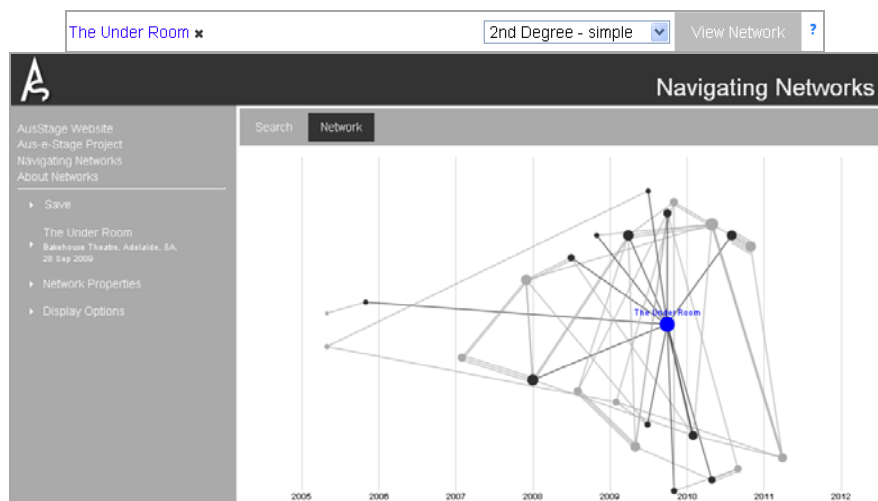 The Under Room ×
2nd Degree - simple
View Network
?
Navigating Networks
AusStage Website
Aus-e-Stage Project
Navigating Networks
About Networks
Search
Network
Save
The Under Room
Bakehouse Theatre, Adelaide, SA,
28 Sep 2009
Network Properties
Display Options
The Under Room
2005 2006 2007 2008 2009 2010 2011 2012